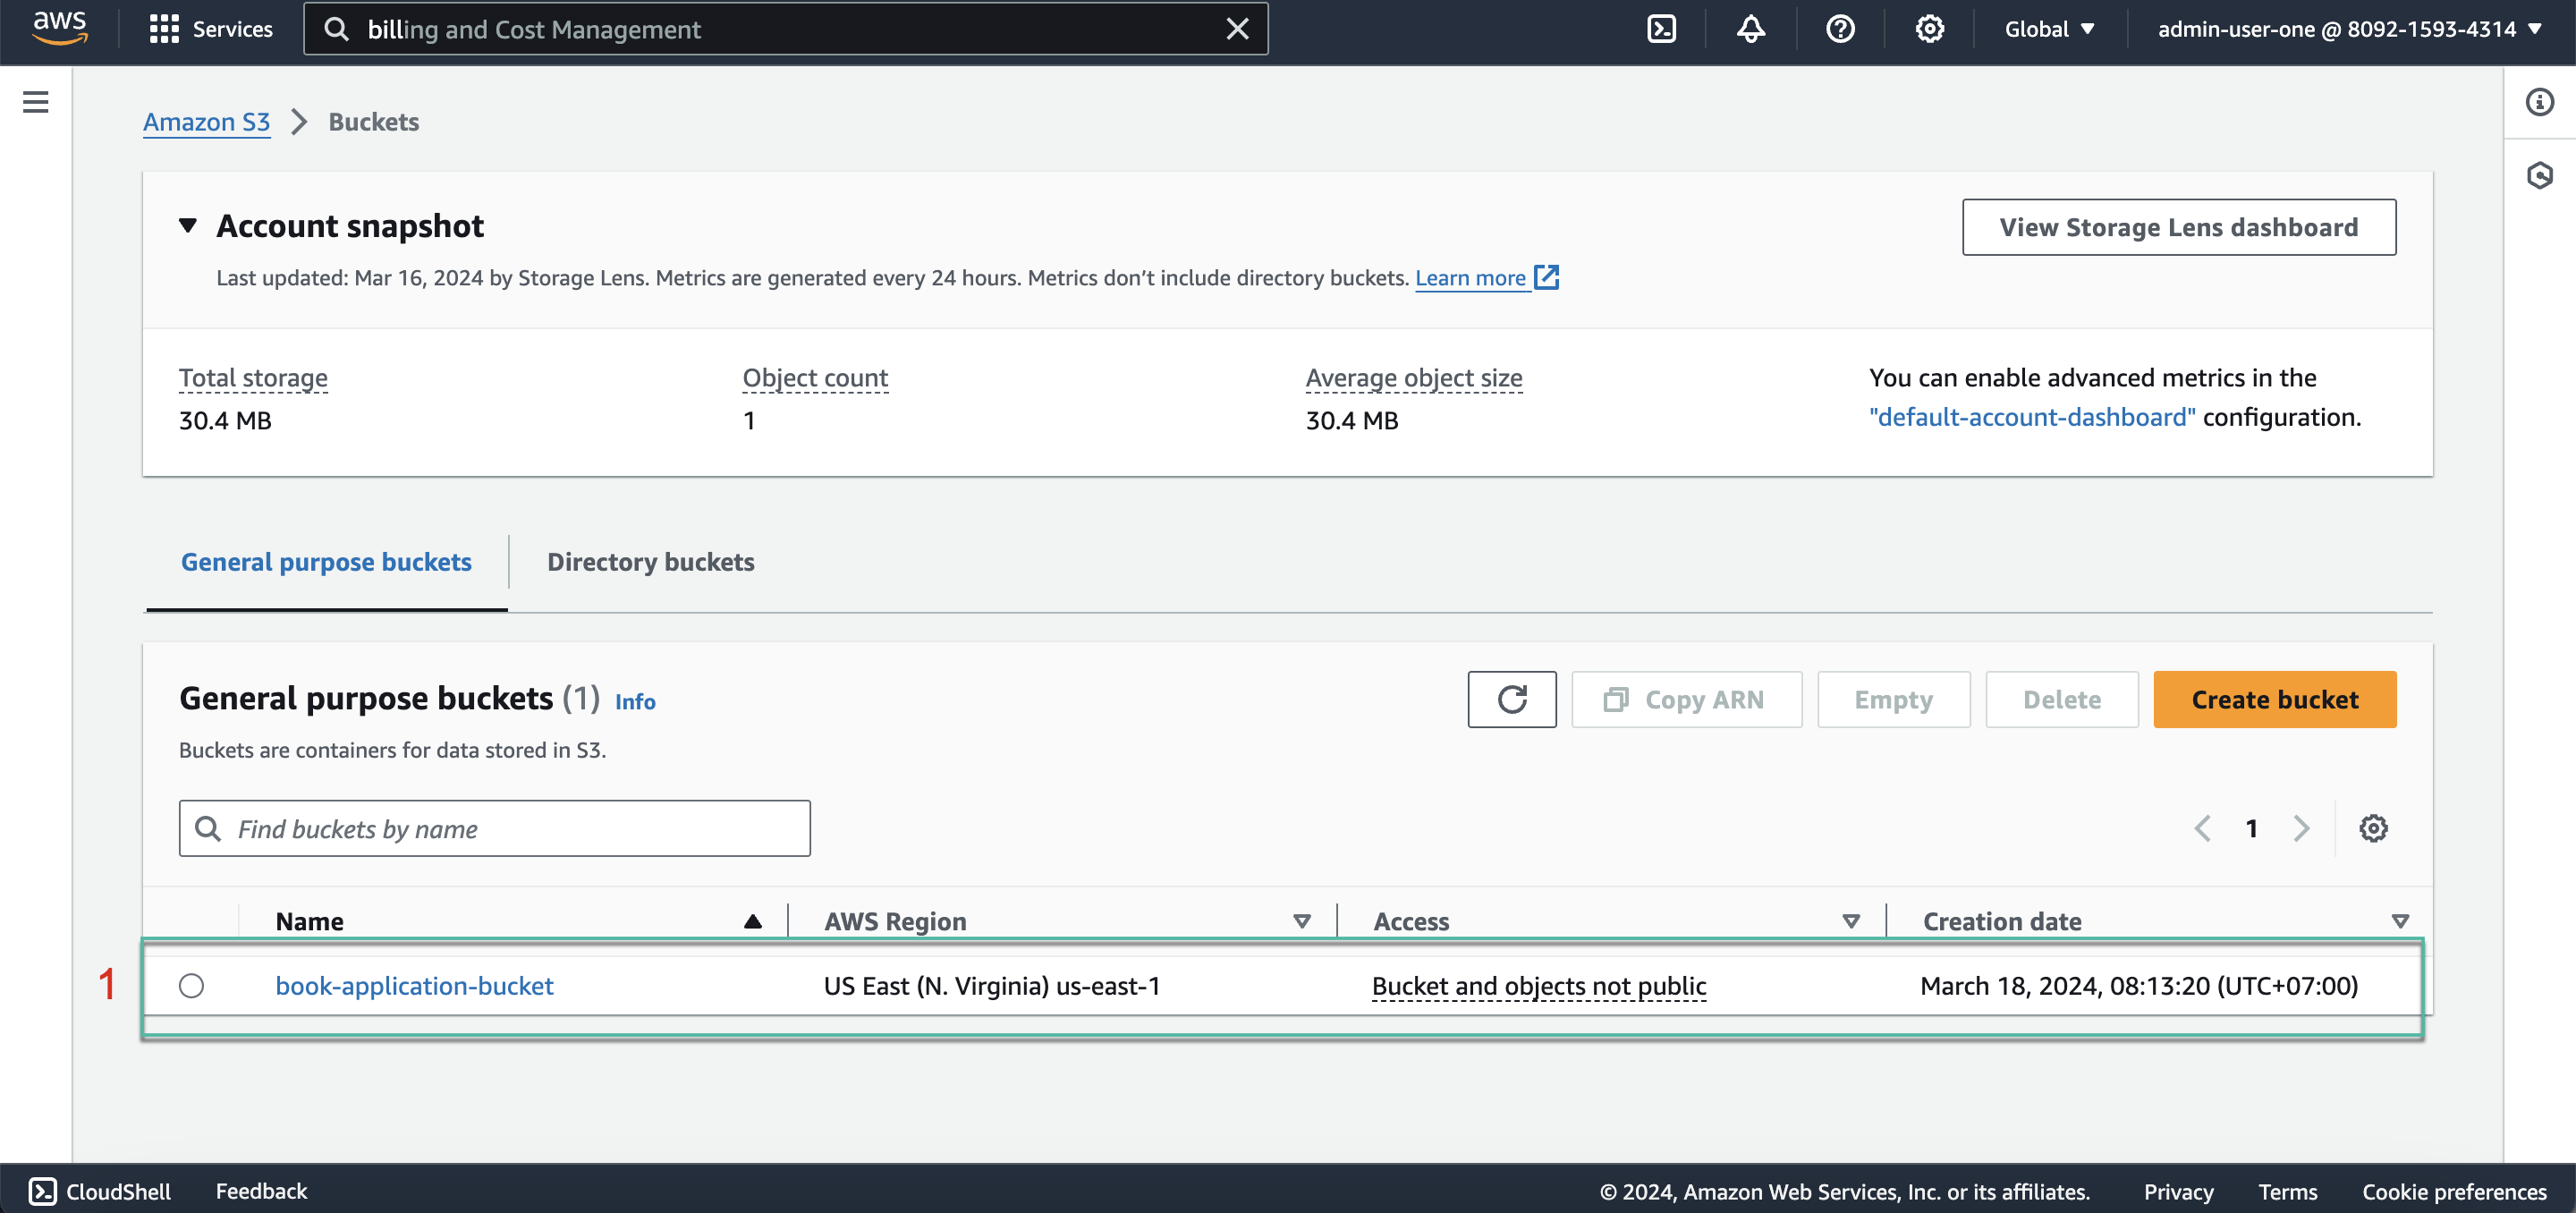 aws
Services
billing and Cost Management
Global
admin-user-one @ 8092-1593-4314
Amazon S3
Buckets
Account snapshot
View Storage Lens dashboard
Last updated: Mar 16, 2024 by Storage Lens. Metrics are generated every 24 hours. Metrics don’t include directory buckets. Learn more
Total storage
30.4 MB
Object count
1
Average object size
30.4 MB
You can enable advanced metrics in the
"default-account-dashboard" configuration.
General purpose buckets
Directory buckets
General purpose buckets (1) Info
Copy ARN
Empty
Delete
Create bucket
Buckets are containers for data stored in S3.
Find buckets by name
1
Name
AWS Region
Access
Creation date
1
book-application-bucket
US East (N. Virginia) us-east-1
Bucket and objects not public
March 18, 2024, 08:13:20 (UTC+07:00)
CloudShell
Feedback
© 2024, Amazon Web Services, Inc. or its affiliates.
Privacy
Terms
Cookie preferences